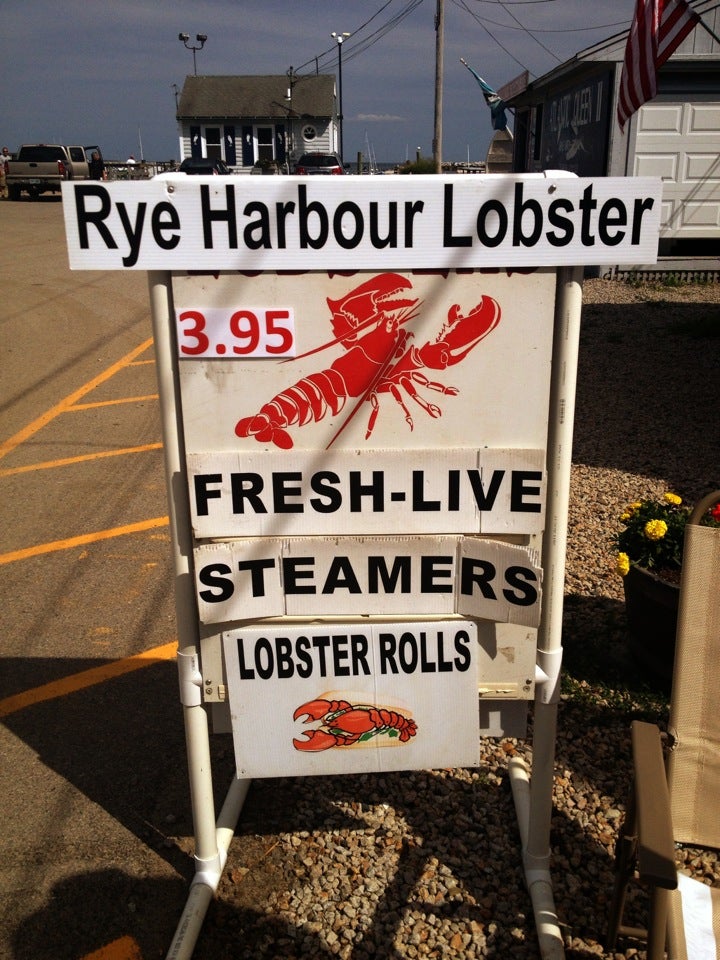 Rye Harbour Lobster
3.95
FRESH-LIVE
STEAMERS
LOBSTER ROLLS